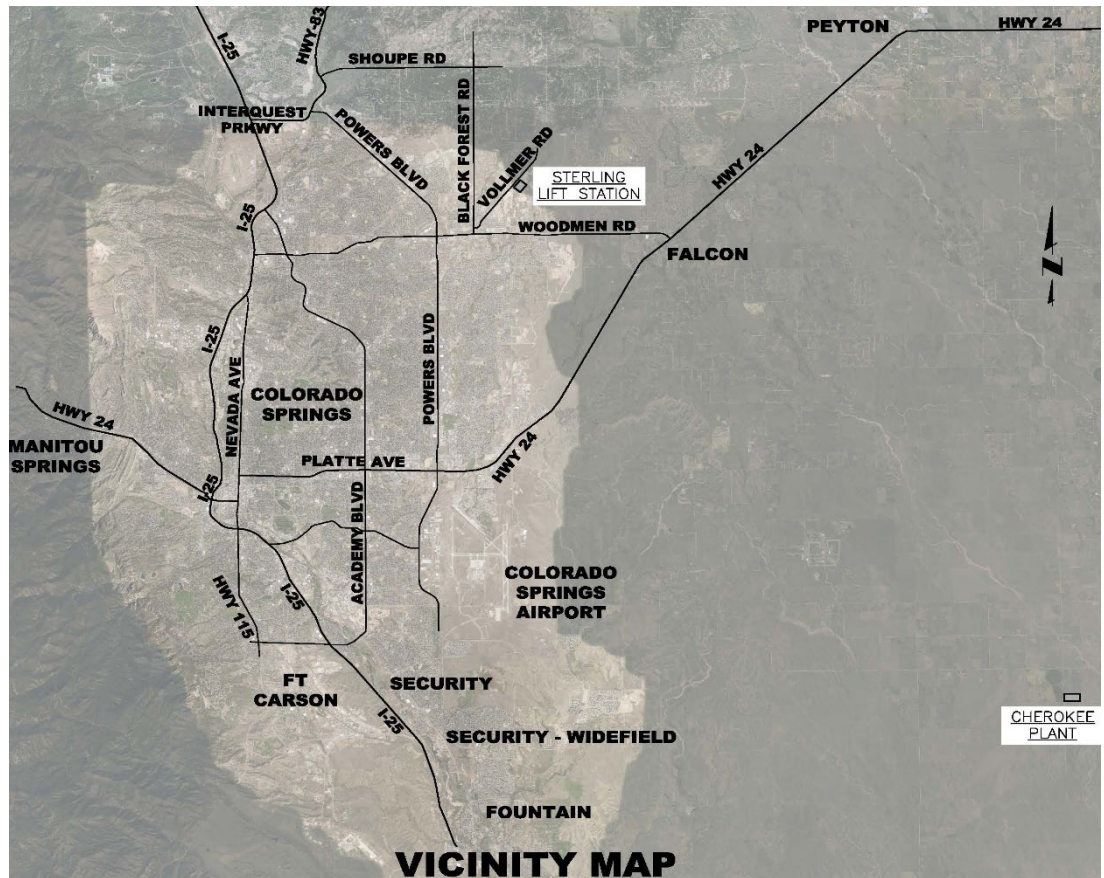 PEYTON
HWY 24
I-25
HWY-83
SHOUPE RD
INTERQUEST
PRKWY
POWERS BLVD
BLACK FOREST RD
VOLLMER RD
STERLING
LIFT STATION
HWY 24
I-25
WOODMEN RD
FALCON
N
I-25
NEVADA AVE
COLORADO
SPRINGS
POWERS BLVD
HWY 24
MANITOU
SPRINGS
PLATTE AVE
HWY 24
I-25
ACADEMY BLVD
HWY 115
I-25
COLORADO
SPRINGS
AIRPORT
FT
CARSON
SECURITY
I-25
SECURITY - WIDEFIELD
CHEROKEE
PLANT
FOUNTAIN
VICINITY MAP